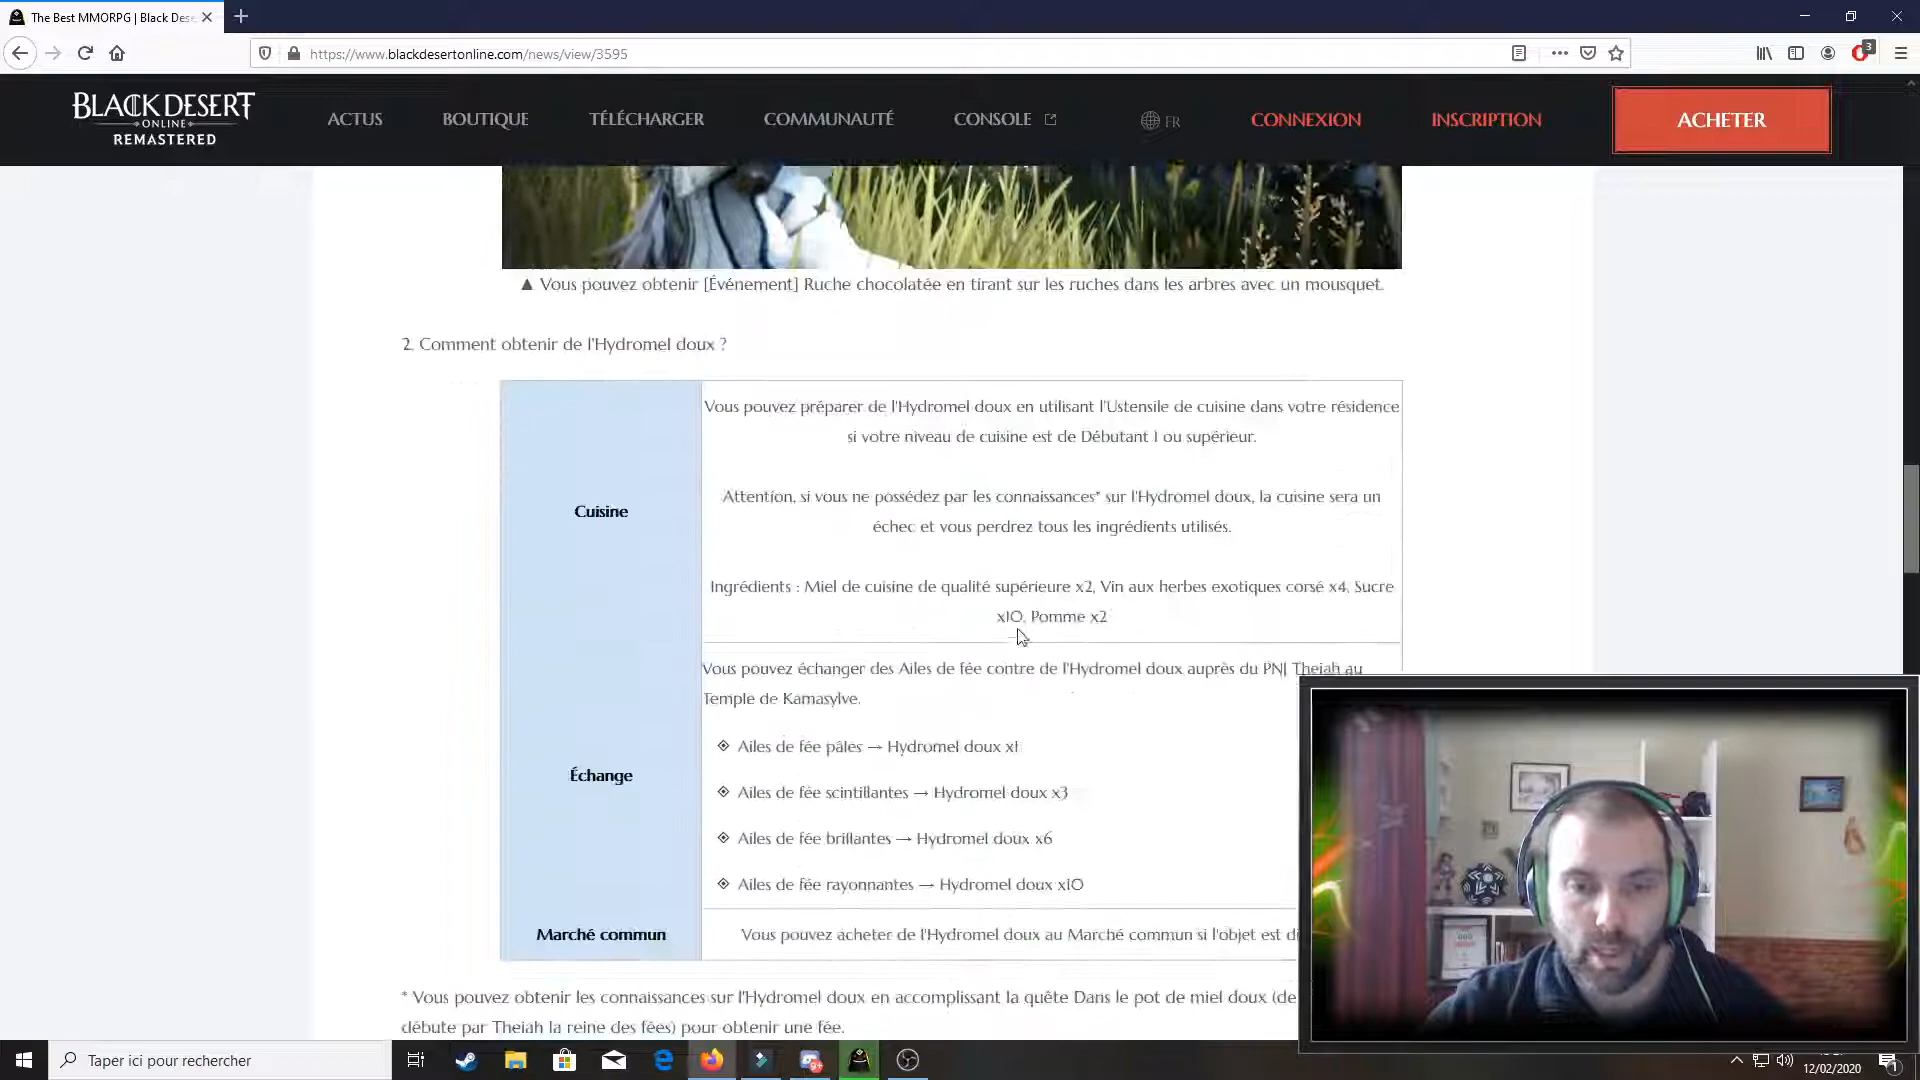 The Best MMORPG | Black Dese
https://www.blackdesertonline.com/news/view/3595
3
BLACK DESERT
ONLINE
REMASTERED
ACTUS
BOUTIQUE
TÉLÉCHARGER
COMMUNAUTÉ
CONSOLE
FR
CONNEXION
INSCRIPTION
ACHETER
▲ Vous pouvez obtenir [Événement] Ruche chocolatée en tirant sur les ruches dans les arbres avec un mousquet.
2. Comment obtenir de l'Hydromel doux ?
Cuisine
Vous pouvez préparer de l'Hydromel doux en utilisant l'Ustensile de cuisine dans votre résidence
si votre niveau de cuisine est de Débutant 1 ou supérieur.
Attention, si vous ne possédez par les connaissances* sur l'Hydromel doux, la cuisine sera un
échec et vous perdrez tous les ingrédients utilisés.
Ingrédients : Miel de cuisine de qualité supérieure x2, Vin aux herbes exotiques corsé x4, Sucre
x10, Pomme x2
Échange
Vous pouvez échanger des Ailes de fée contre de l'Hydromel doux auprès du PNJ Theiah au
Temple de Kamasylve.
Ailes de fée pâles → Hydromel doux x1
Ailes de fée scintillantes → Hydromel doux x3
Ailes de fée brillantes → Hydromel doux x6
Ailes de fée rayonnantes → Hydromel doux x10
Marché commun
Vous pouvez acheter de l'Hydromel doux au Marché commun si l'objet est di
* Vous pouvez obtenir les connaissances sur l'Hydromel doux en accomplissant la quête Dans le pot de miel doux (de
débute par Theiah la reine des fées) pour obtenir une fée.
Taper ici pour rechercher
9+
12/02/2020
1